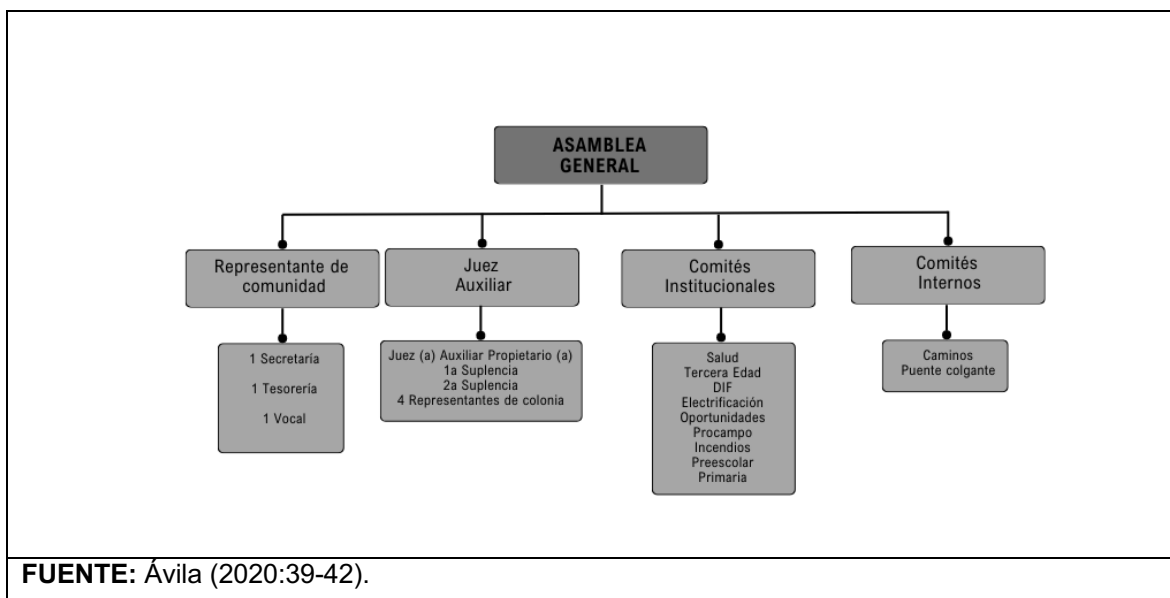 ASAMBLEA
GENERAL
Representante de
comunidad
Juez
Auxiliar
Comités
Institucionales
Comités
Internos
1 Secretaría
1 Tesorería
1 Vocal
Juez (a) Auxiliar Propietario (a)
1a Suplencia
2a Suplencia
4 Representantes de colonia
Salud
Tercera Edad
DIF
Electrificación
Oportunidades
Procampo
Incendios
Preescolar
Primaria
Caminos
Puente colgante
FUENTE: Ávila (2020:39-42).